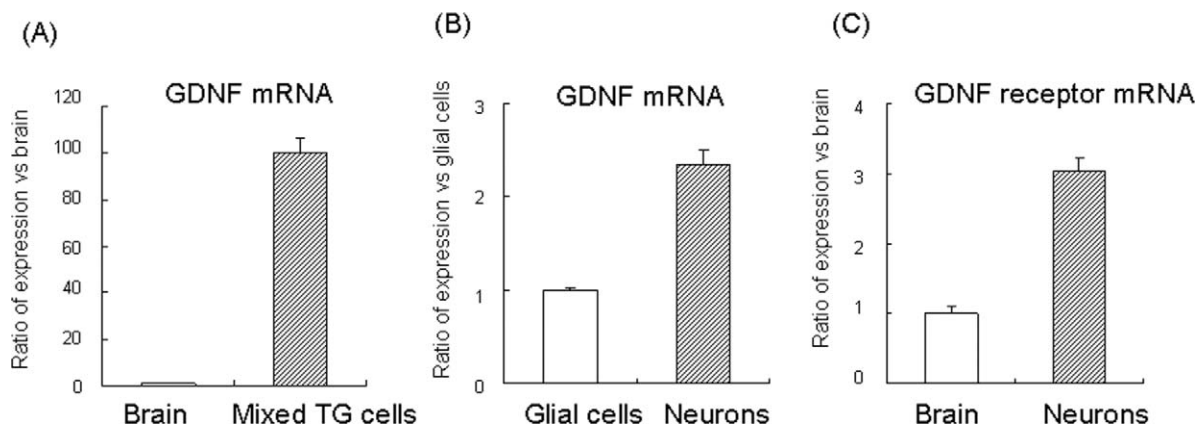 (A)
GDNF mRNA
Ratio of expression vs brain
120
100
80
60
40
20
0
Brain
Mixed TG cells
(B)
GDNF mRNA
Ratio of expression vs glial cells
3
2
1
0
Glial cells
Neurons
(C)
GDNF receptor mRNA
Ratio of expression vs brain
4
3
2
1
0
Brain
Neurons